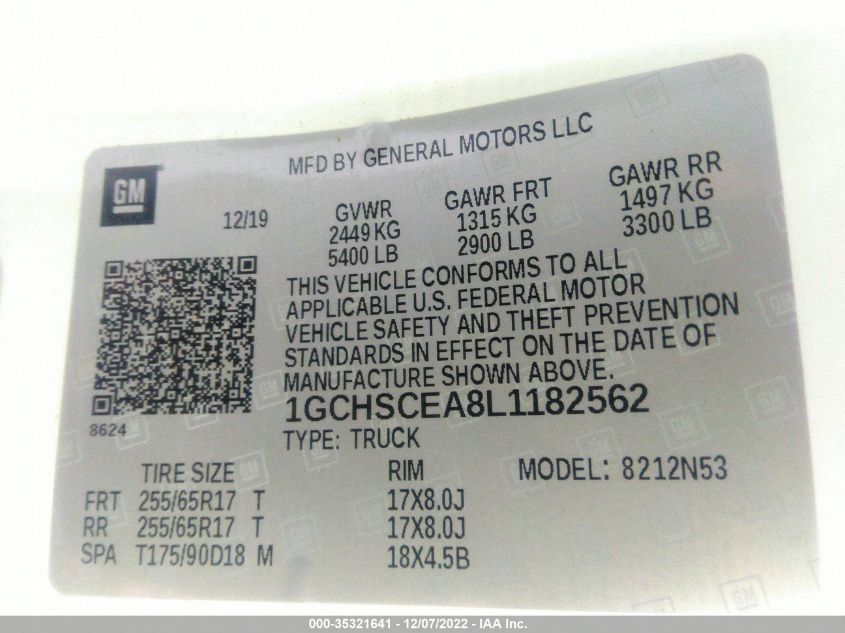 MFD BY GENERAL MOTORS LLC
GM
12/19
GVWR GAWR FRT GAWR RR
2449 KG 1315 KG 1497 KG
5400 LB 2900 LB 3300 LB
THIS VEHICLE CONFORMS TO ALL
APPLICABLE U.S. FEDERAL MOTOR
VEHICLE SAFETY AND THEFT PREVENTION
STANDARDS IN EFFECT ON THE DATE OF
MANUFACTURE SHOWN ABOVE.
8624
1GCHSCEA8L1182562
TYPE: TRUCK
TIRE SIZE RIM MODEL: 8212N53
FRT 255/65R17 T 17X8.0J
RR 255/65R17 T 17X8.0J
SPA T175/90D18 M 18X4.5B
000-35321641 - 12/07/2022 - IAA Inc.